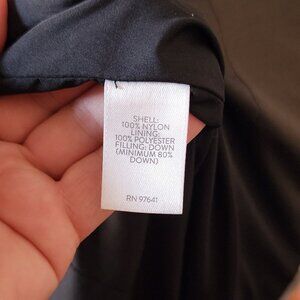 SHELL:
100% NYLON
LINING:
100% POLYESTER
FILLING: DOWN
(MINIMUM 80%
DOWN)
RN 97641